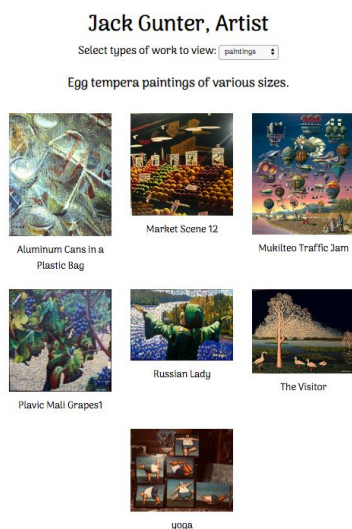 Jack Gunter, Artist
Select types of work to view: paintings
Egg tempera paintings of various sizes.
Aluminum Cans in a
Plastic Bag
Market Scene 12
Mukilteo Traffic Jam
Plavic Mali Grapes1
Russian Lady
The Visitor
yoga